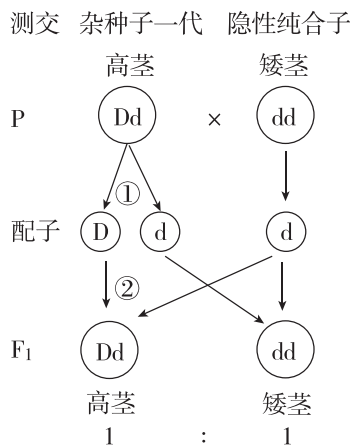 测交 杂种子一代 隐性纯合子
高茎 矮茎
P Dd × dd
①
配子 D d d
②
F₁ Dd dd
高茎 矮茎
1 : 1